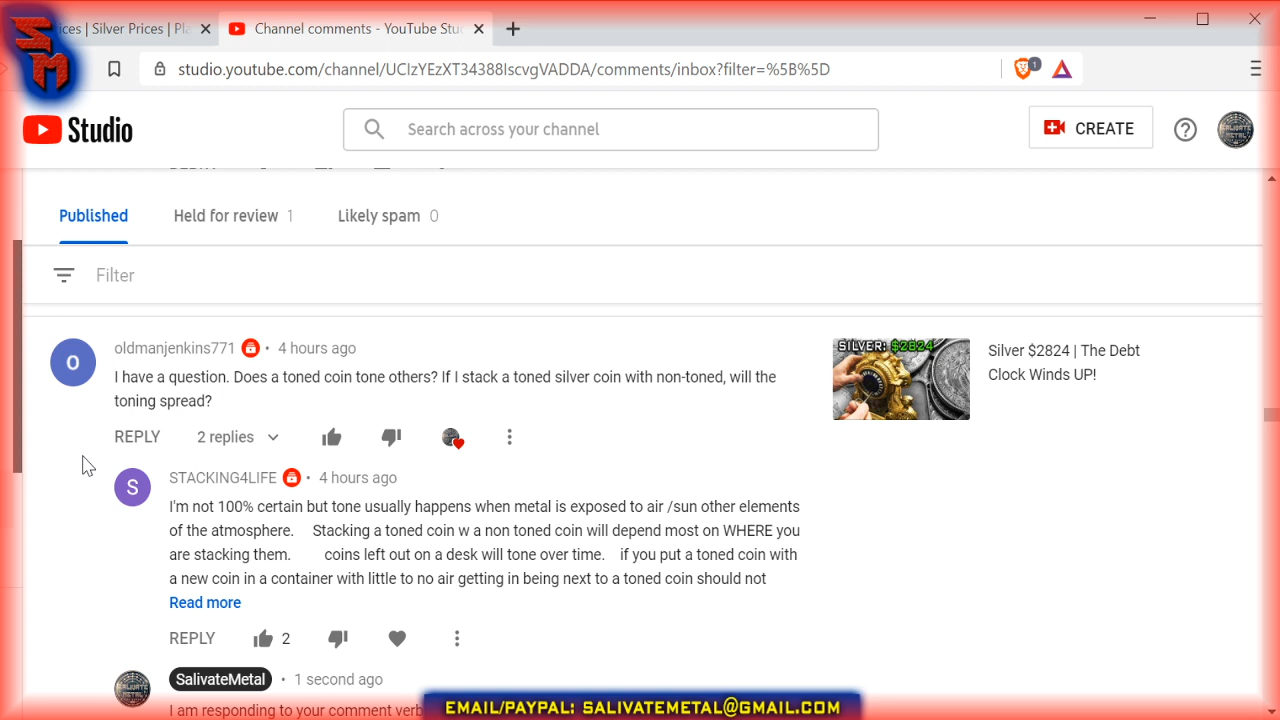 SM
ices | Silver Prices | Pla
Channel comments - YouTube Stu
studio.youtube.com/channel/UCIzYEzXT34388IscvgVADDA/comments/inbox?filter=%5B%5D
1
Studio
Search across your channel
CREATE
Published
Held for review 1
Likely spam 0
Filter
O
oldmanjenkins771 • 4 hours ago
I have a question. Does a toned coin tone others? If I stack a toned silver coin with non-toned, will the
toning spread?
REPLY
2 replies
SILVER: $2824
Silver $2824 | The Debt
Clock Winds UP!
S
STACKING4LIFE • 4 hours ago
I'm not 100% certain but tone usually happens when metal is exposed to air /sun other elements
of the atmosphere. Stacking a toned coin w a non toned coin will depend most on WHERE you
are stacking them. coins left out on a desk will tone over time. if you put a toned coin with
a new coin in a container with little to no air getting in being next to a toned coin should not
Read more
REPLY
2
SalivateMetal • 1 second ago
I am responding to your comment verb
EMAIL/PAYPAL: SALIVATEMETAL@GMAIL.COM